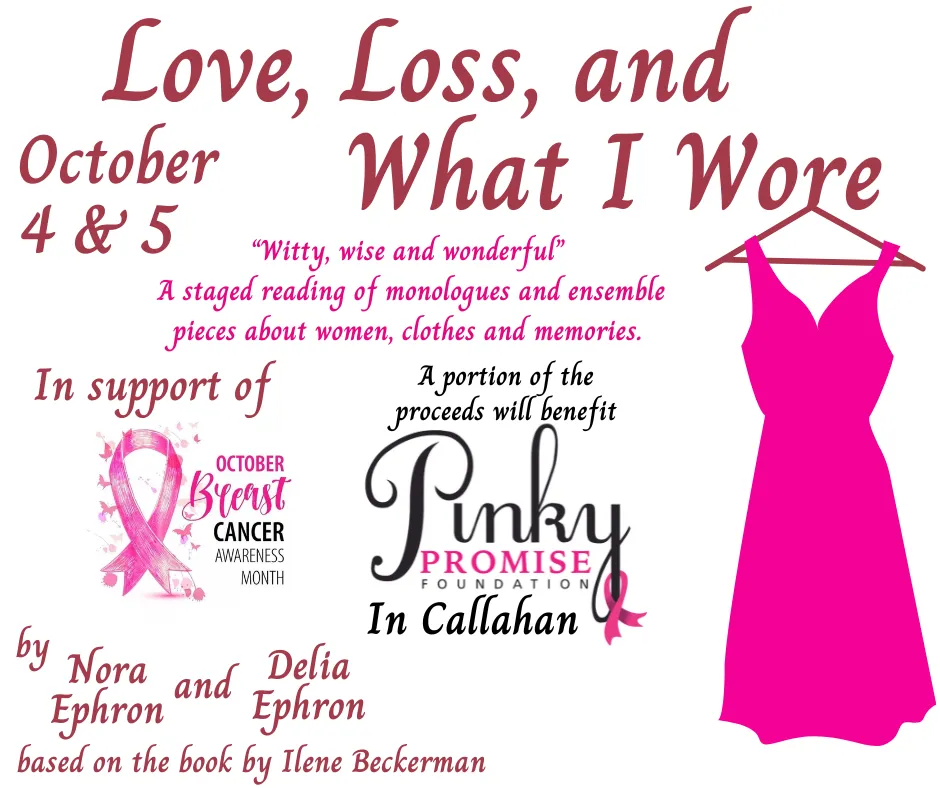 Love, Loss, and
What I Wore
October
4 & 5
“Witty, wise and wonderful”
A staged reading of monologues and ensemble
pieces about women, clothes and memories.
In support of
OCTOBER
Breast
CANCER
AWARENESS
MONTH
A portion of the
proceeds will benefit
Pinky
PROMISE
FOUNDATION
In Callahan
by
Nora
Ephron
and
Delia
Ephron
based on the book by Ilene Beckerman